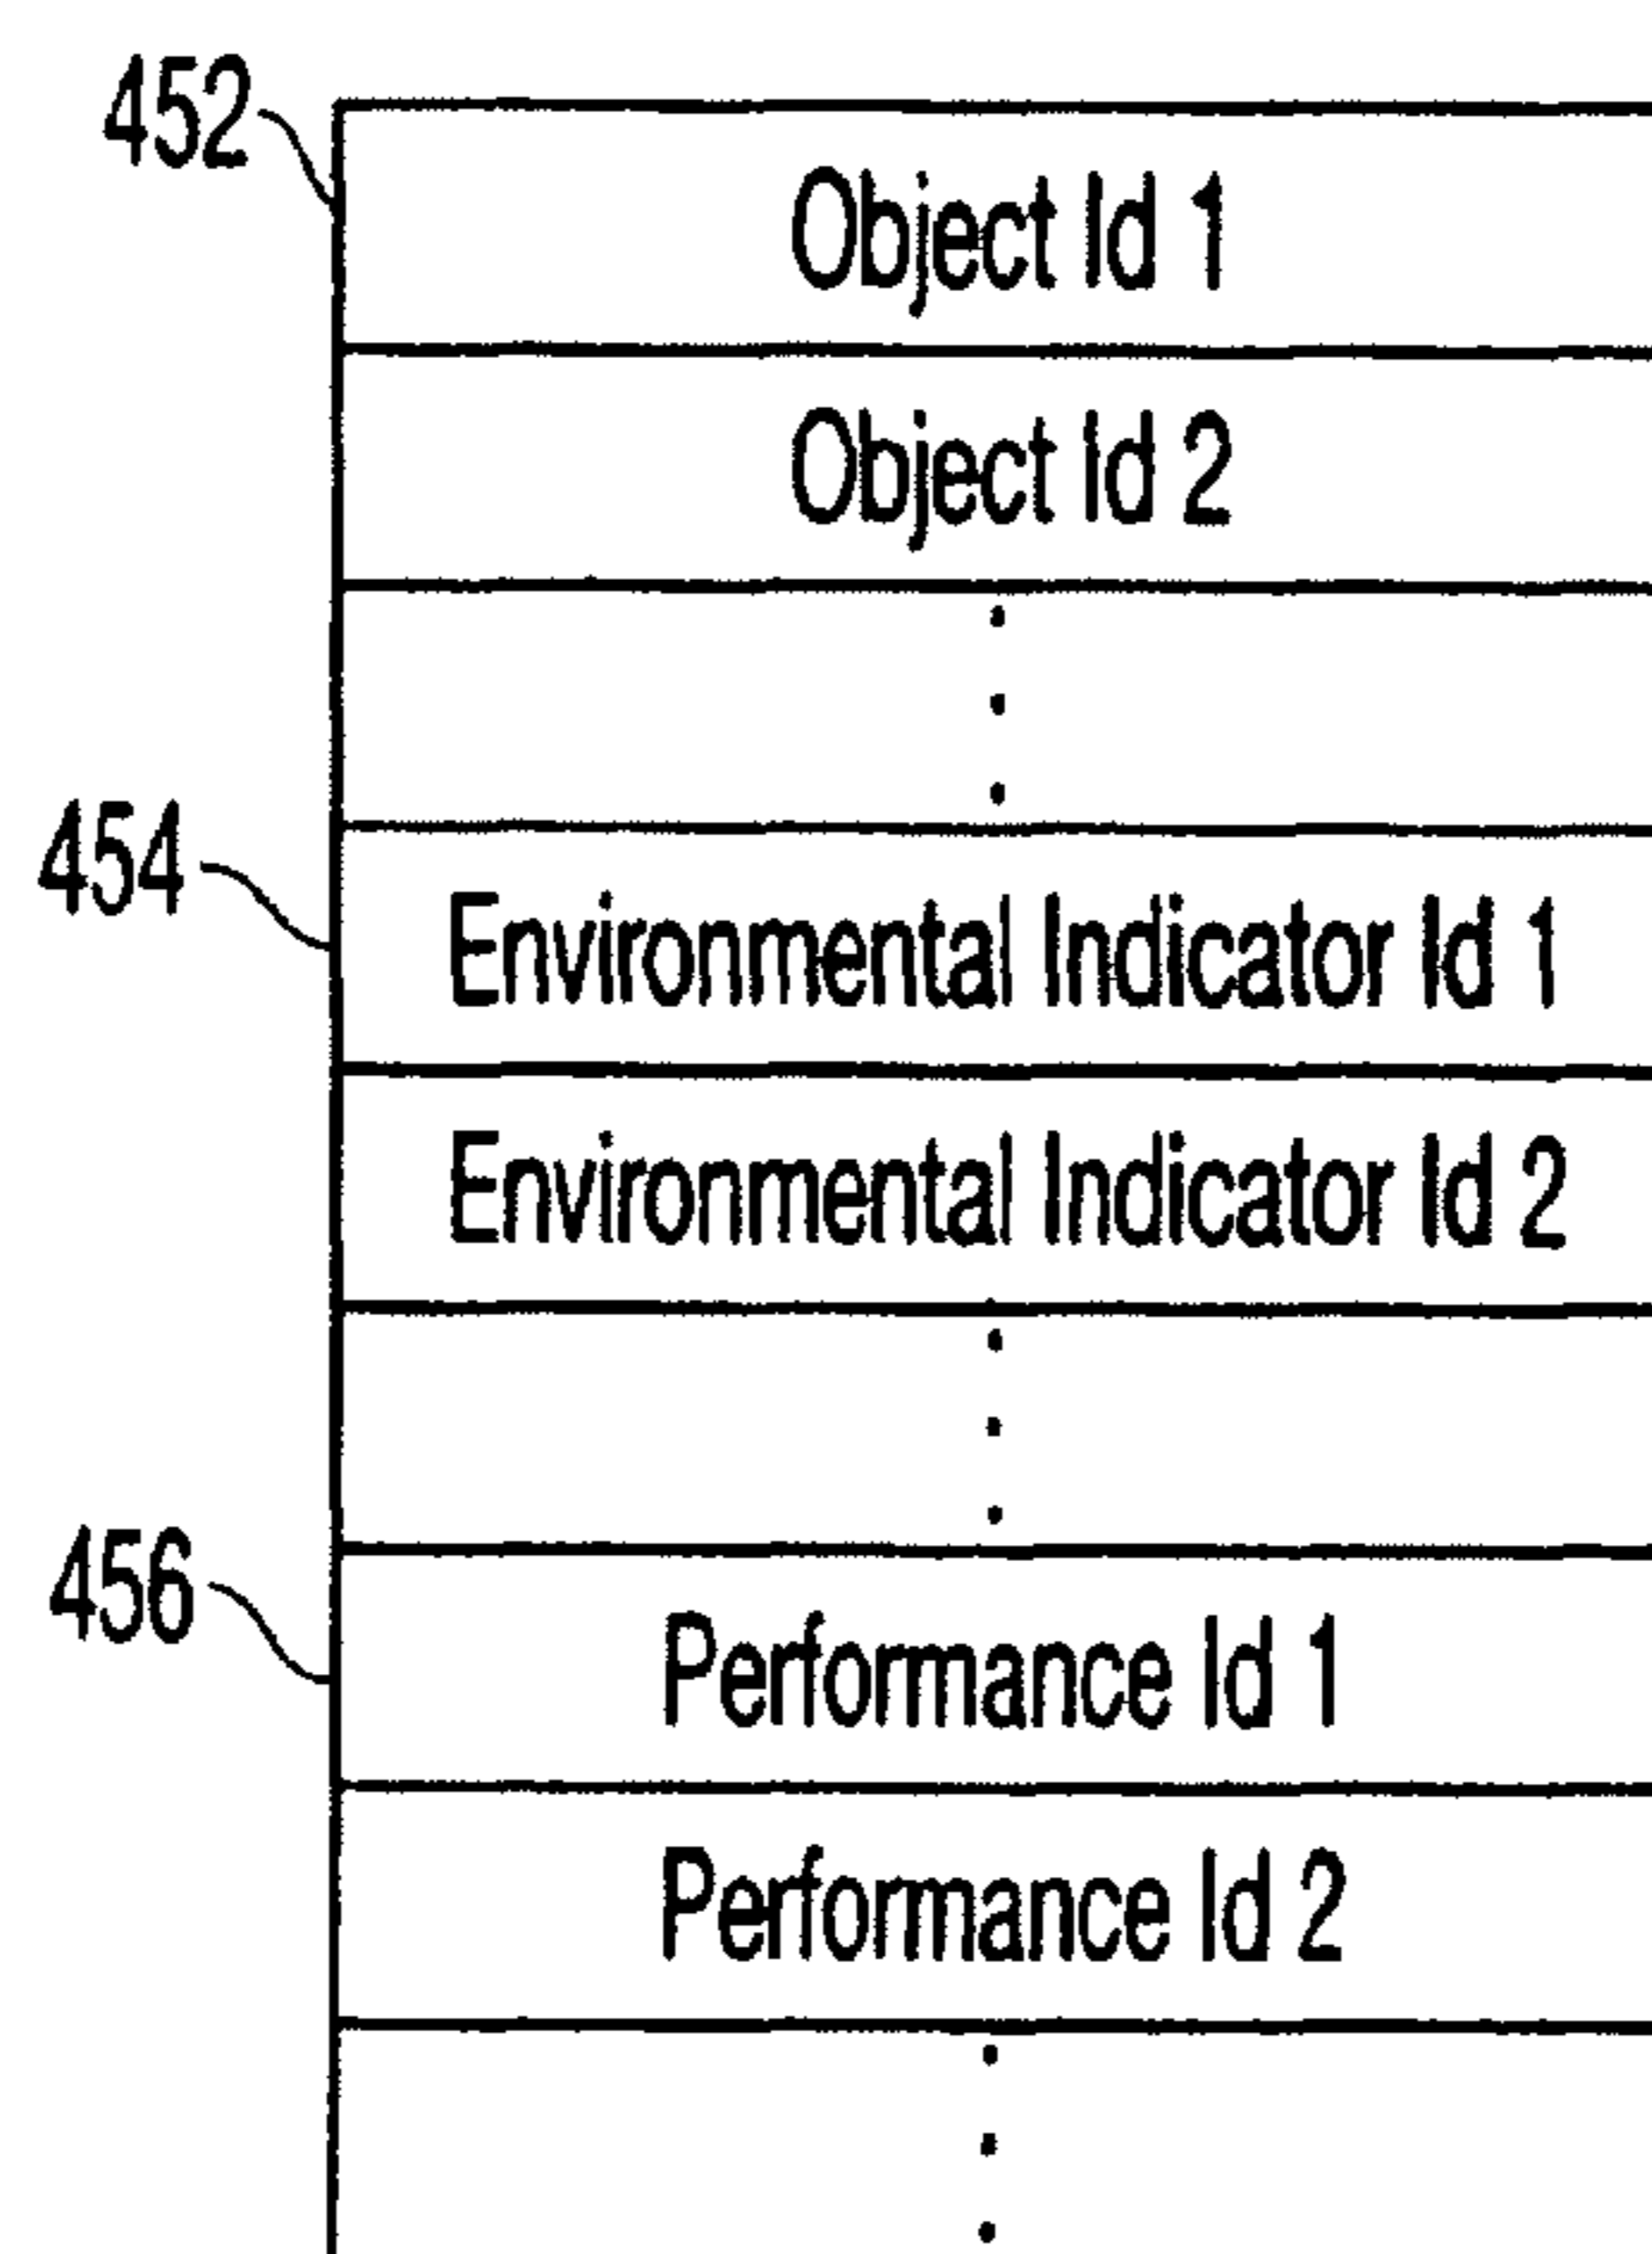 452
Object Id 1
Object Id 2
454
Environmental Indicator Id 1
Environmental Indicator Id 2
456
Performance Id 1
Performance Id 2